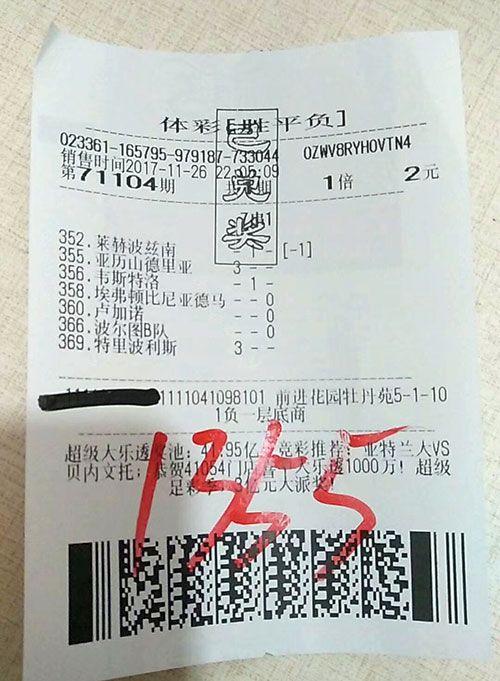 体彩[胜平负]
023361-165795-979187-733044 0ZWV8RYH0VTN4
销售时间2017-11-26 22: :09
第71104期 1倍 2元
已兑奖
352.莱赫波兹南 -1- [-1]
355.亚历山德里亚 3--
356.韦斯特洛 -1-
358.埃弗顿比尼亚德马 --0
360.卢加诺 --0
366.波尔图B队 --0
369.特里波利斯 3--
1111041098101 前进花园牡丹苑5-1-10
1负一层底商
超级大乐透 池: 41.95亿 竞彩推荐: 亚特兰大VS
贝内文托; 恭贺41054门 大乐透1000万! 超级
足彩季, 3亿元大派奖!
1355